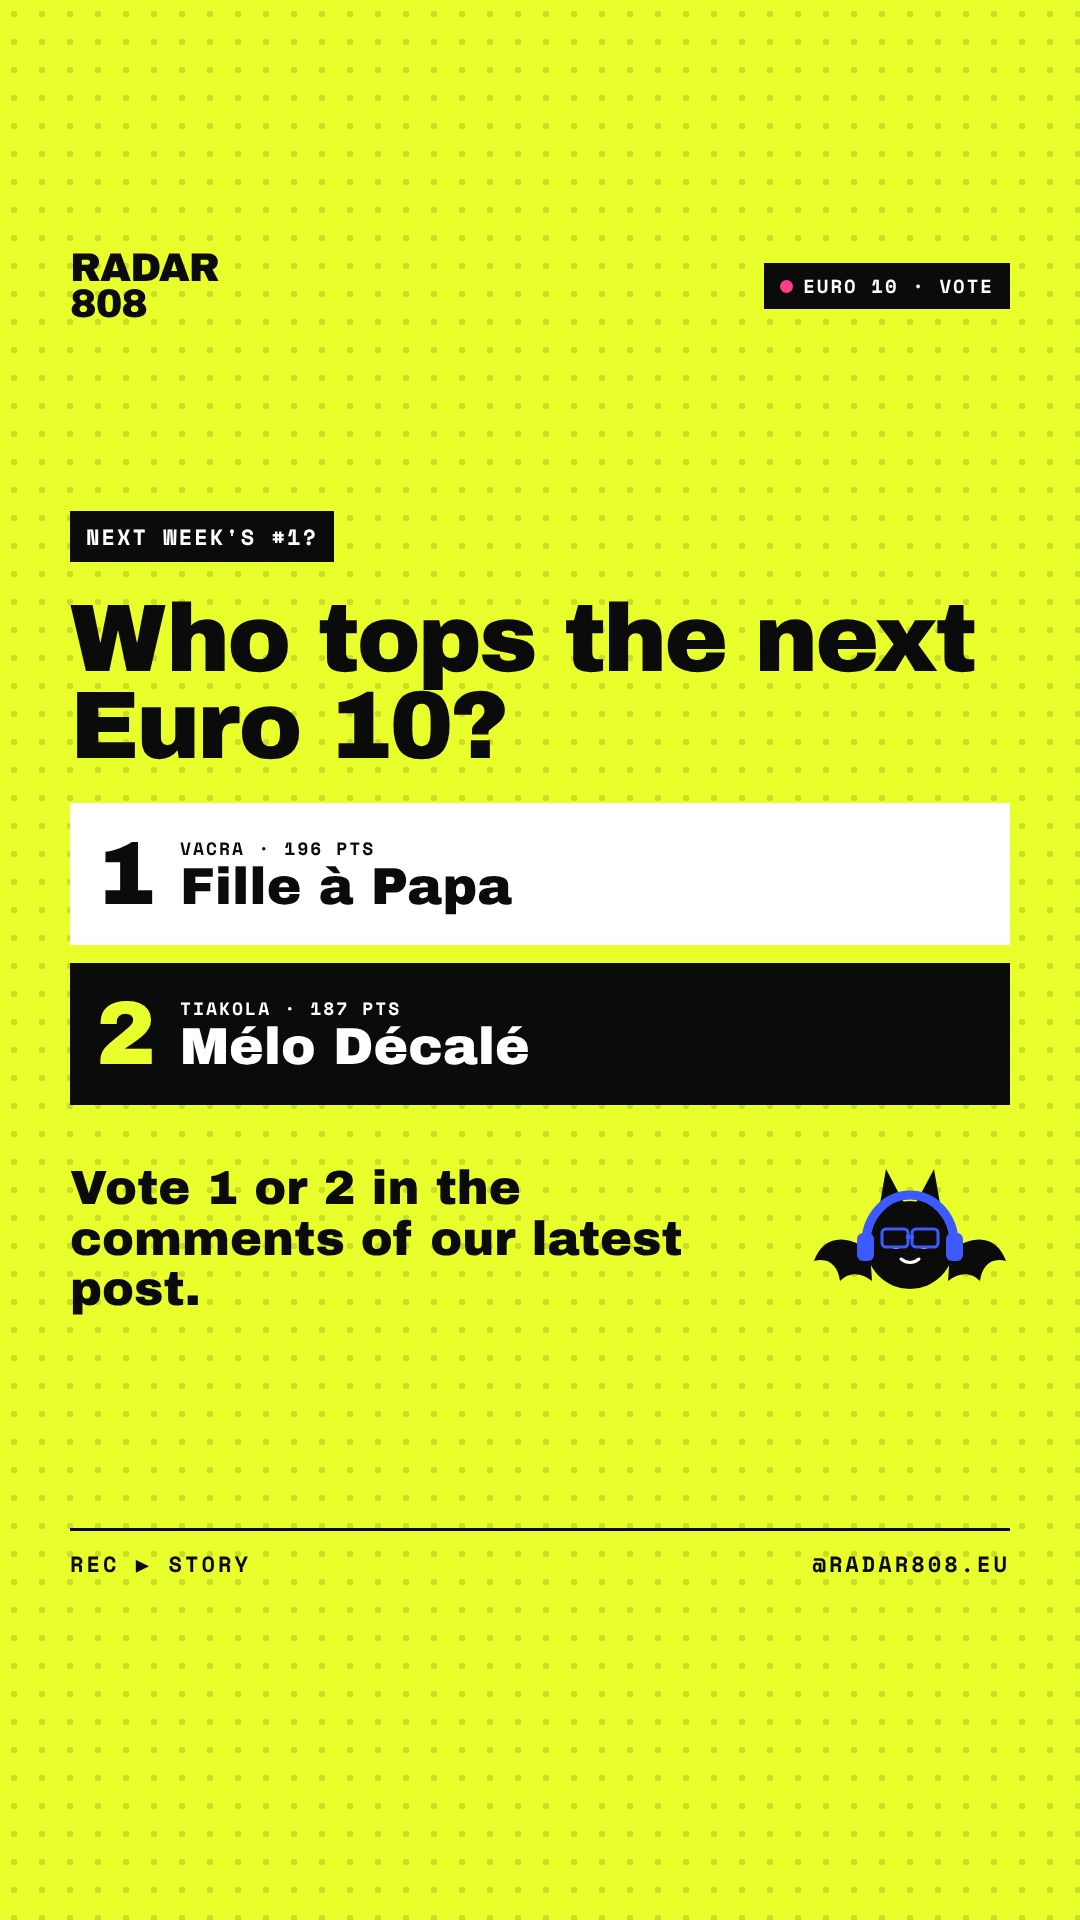 RADAR
808
EURO 10 · VOTE
NEXT WEEK'S #1?
Who tops the next
Euro 10?
1
VACRA · 196 PTS
Fille à Papa
2
TIAKOLA · 187 PTS
Mélo Décalé
Vote 1 or 2 in the
comments of our latest
post.
REC ▶ STORY
@RADAR808.EU